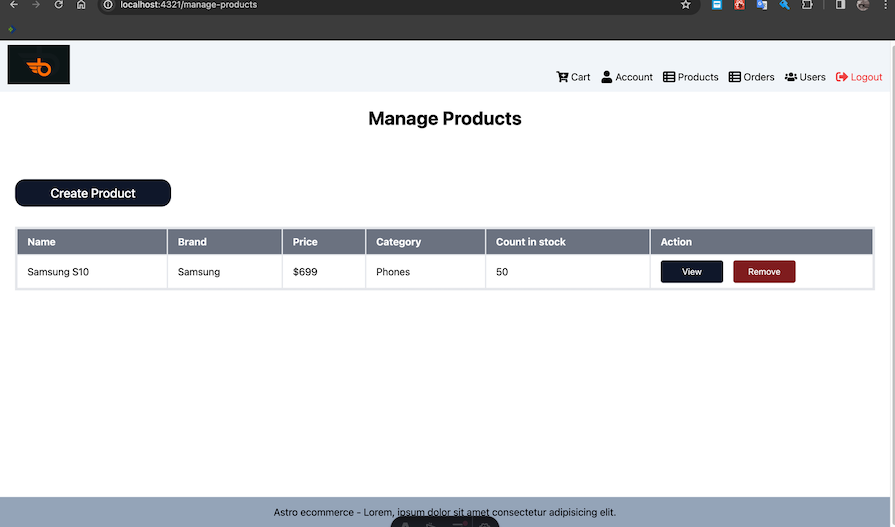 localhost:4321/manage-products
Cart Account Products Orders Users Logout
Manage Products
Create Product
Name Brand Price Category Count in stock Action
Samsung S10 Samsung $699 Phones 50 View Remove
Astro ecommerce - Lorem, ipsum dolor sit amet consectetur adipisicing elit.